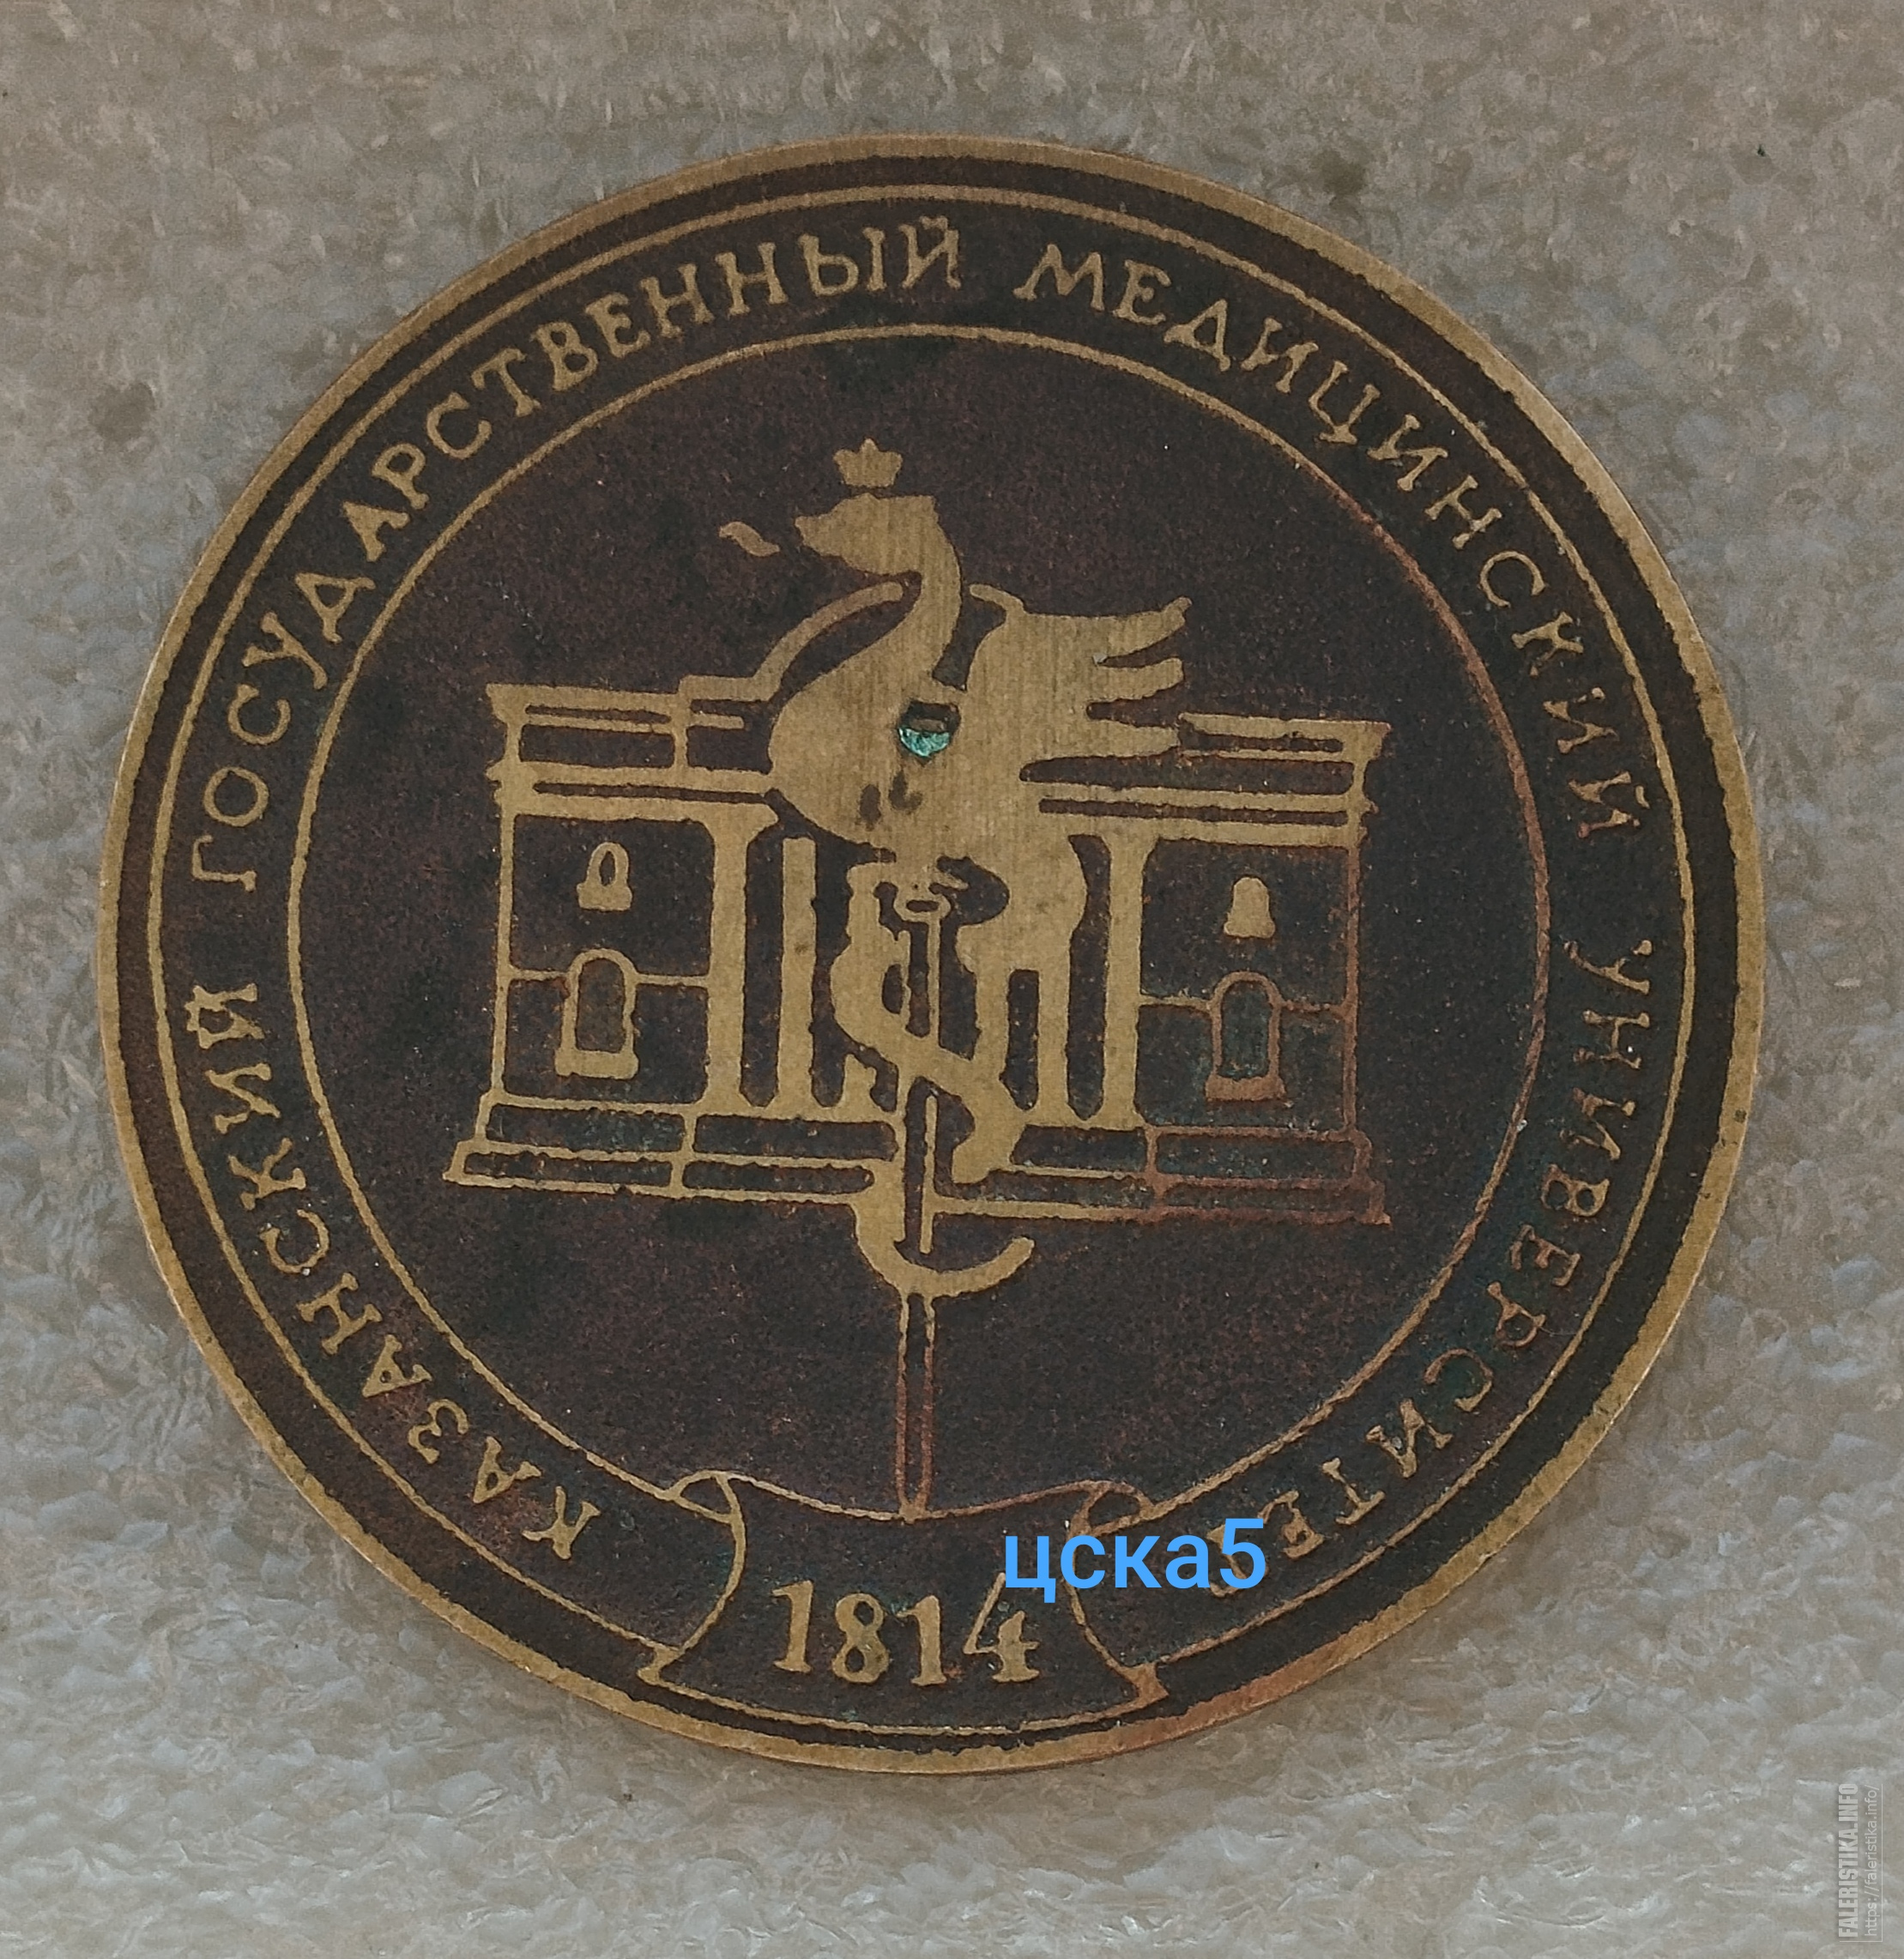 КАЗАНСКИЙ ГОСУДАРСТВЕННЫЙ МЕДИЦИНСКИЙ УНИВЕРСИТЕТ
1814
цска5
FALERISTIKA.INFO
https://faleristika.info/